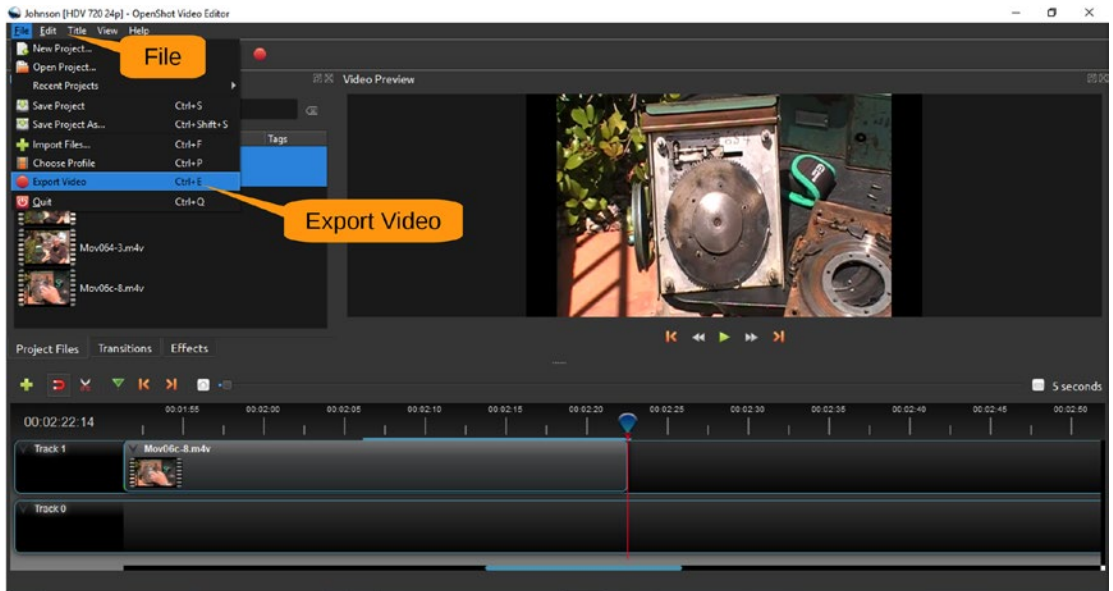 Johnson [HDV 720 24p] - OpenShot Video Editor
File Edit Title View Help
New Project...
Open Project...
Recent Projects
Save Project Ctrl+S
Save Project As... Ctrl+Shift+S
Import Files... Ctrl+F
Choose Profile Ctrl+P
Export Video Ctrl+E
Quit Ctrl+Q
File
Export Video
Tags
Mov064-3.m4v
Mov06c-8.m4v
Video Preview
Project Files Transitions Effects
5 seconds
00:02:22:14
00:01:55 00:02:00 00:02:05 00:02:10 00:02:15 00:02:20 00:02:25 00:02:30 00:02:35 00:02:40 00:02:45 00:02:50
Track 1
Mov06c-8.m4v
Track 0